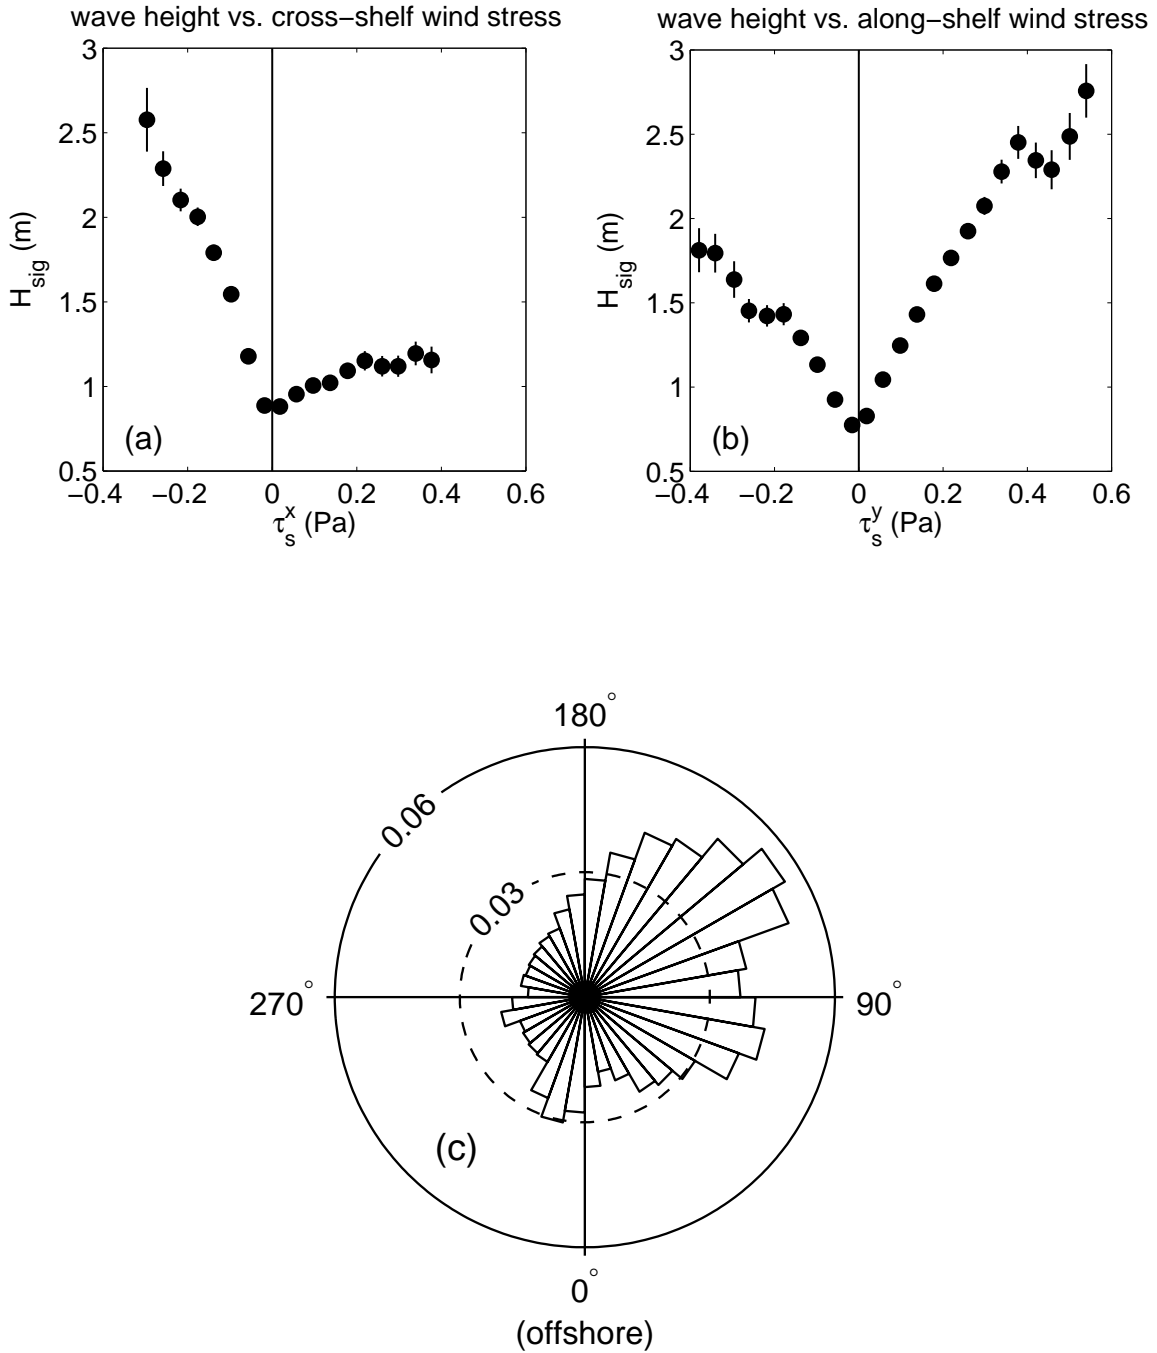 wave height vs. cross−shelf wind stress
3
2.5
2
1.5
1
0.5
H_sig (m)
(a)
−0.4 −0.2 0 0.2 0.4 0.6
τ_s^x (Pa)
wave height vs. along−shelf wind stress
3
2.5
2
1.5
1
0.5
H_sig (m)
(b)
−0.4 −0.2 0 0.2 0.4 0.6
τ_s^y (Pa)
180°
0.06
0.03
270°
90°
(c)
0°
(offshore)